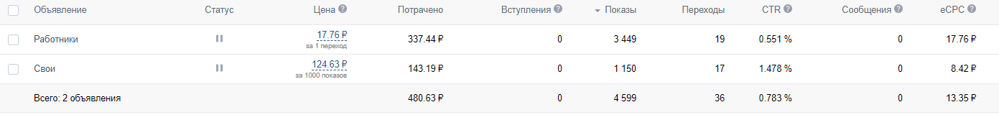 Объявление Статус Цена ? Потрачено Вступления ? Показы Переходы CTR ? Сообщения ? eCPC ?
Работники 17.76 ₽ 337.44 ₽ 0 3 449 19 0.551 % 0 17.76 ₽
за 1 переход
Свои 124.63 ₽ 143.19 ₽ 0 1 150 17 1.478 % 0 8.42 ₽
за 1000 показов
Всего: 2 объявления 480.63 ₽ 0 4 599 36 0.783 % 0 13.35 ₽